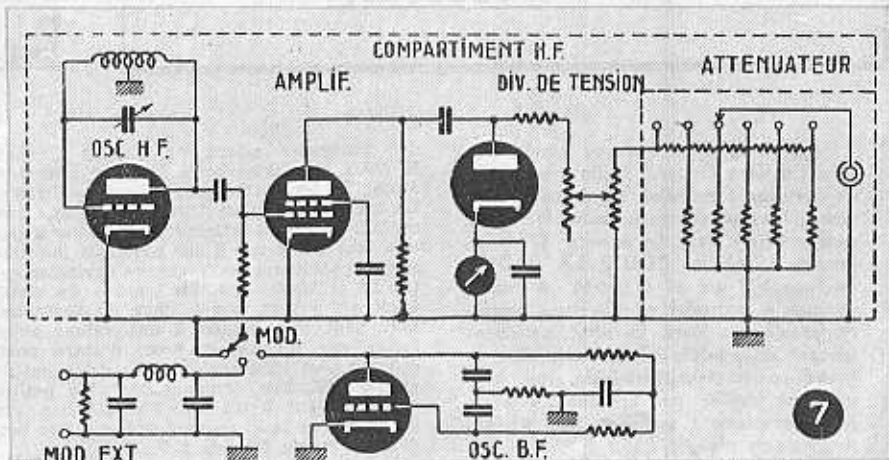 COMPARTIMENT H.F.
ATTENUATEUR
AMPLIF.
DIV. DE TENSION
OSC H F.
MOD.
MOD EXT
OSC. B.F.
7